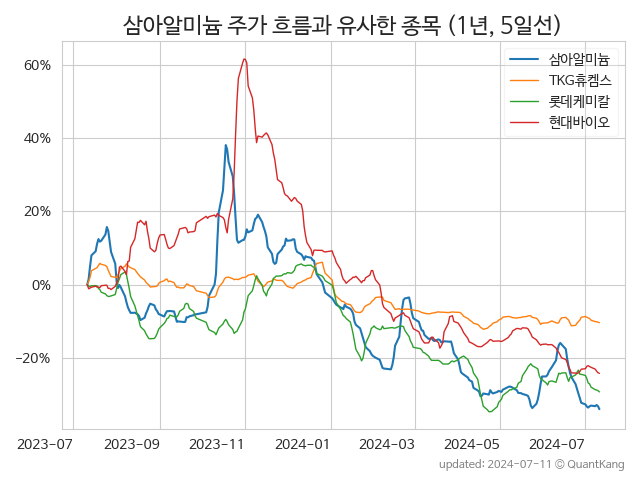 삼아알미늄 주가 흐름과 유사한 종목 (1년, 5일선)
삼아알미늄
TKG휴켐스
롯데케미칼
현대바이오
60%
40%
20%
0%
−20%
2023-07 2023-09 2023-11 2024-01 2024-03 2024-05 2024-07
updated: 2024-07-11 © QuantKang